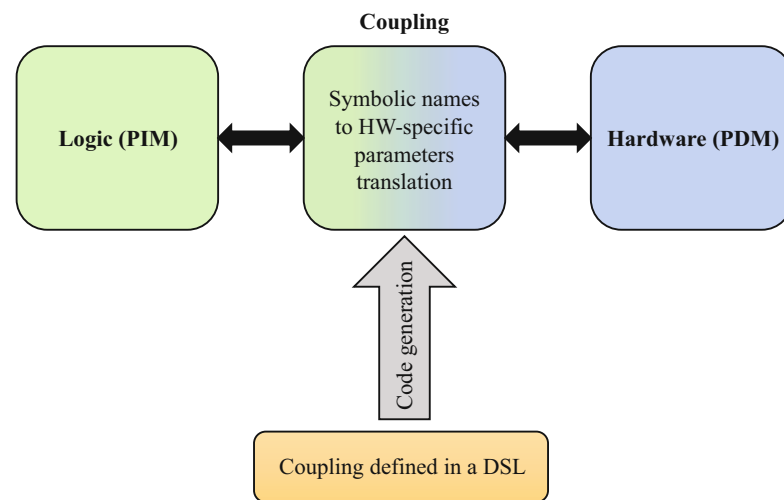 Coupling
Logic (PIM)
Symbolic names
to HW-specific
parameters
translation
Hardware (PDM)
Code generation
Coupling defined in a DSL